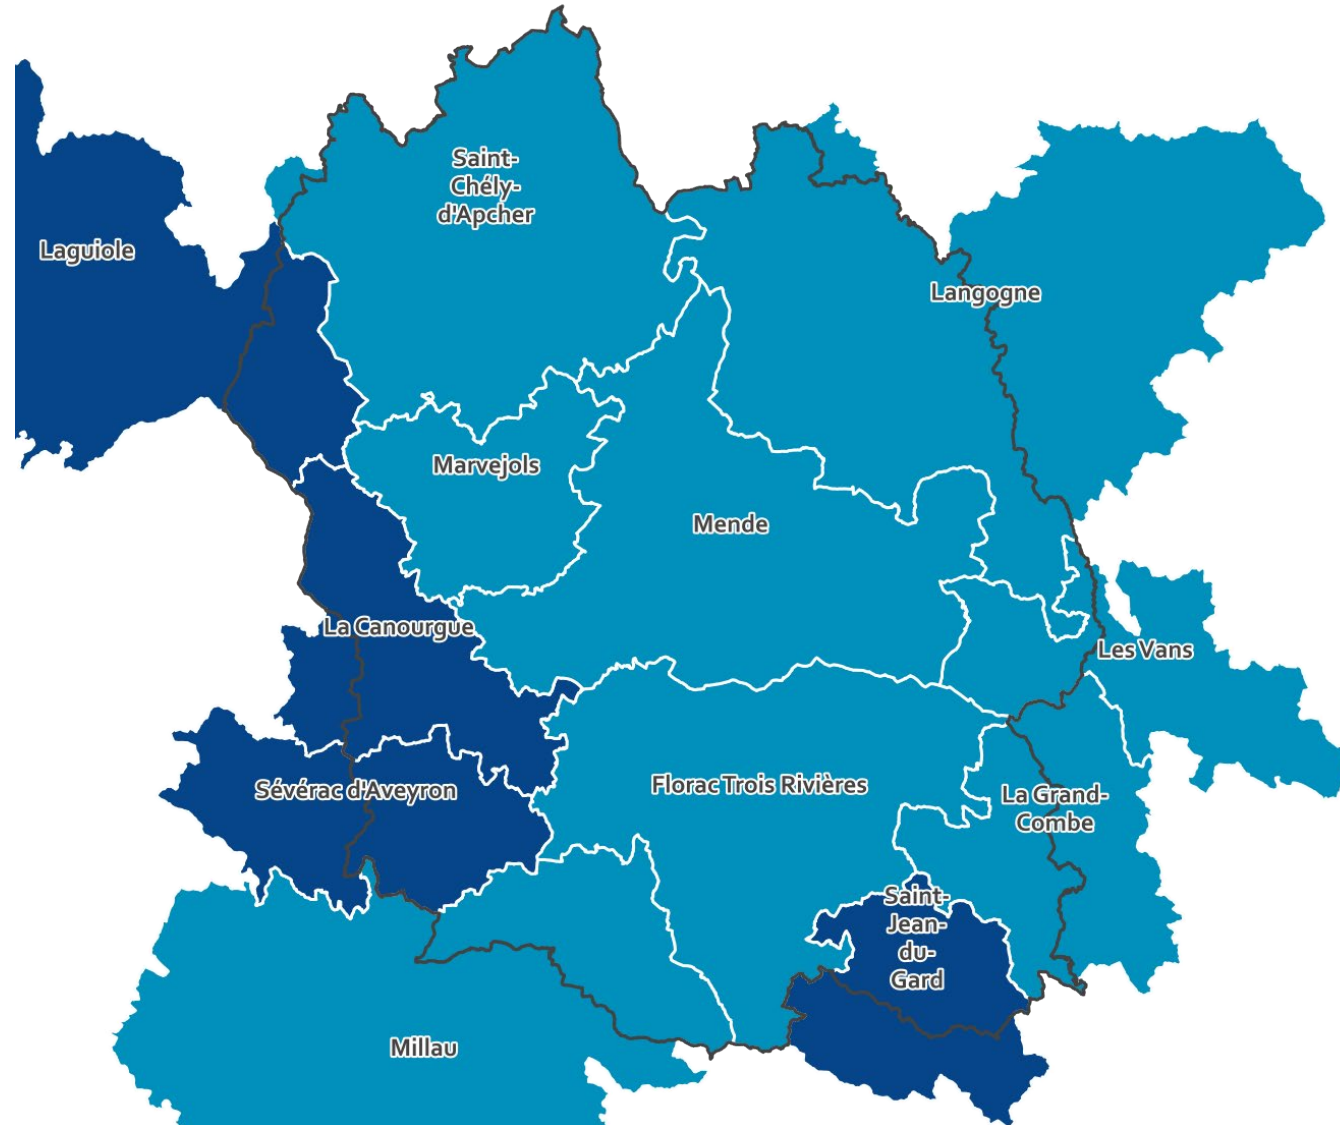 Saint-
Chély-
d'Apcher
Laguiole
Langogne
Marvejols
Mende
La Canourgue
Les Vans
Sévérac d'Aveyron
Florac Trois Rivières
La Grand-
Combe
Saint-
Jean-
du-
Gard
Millau